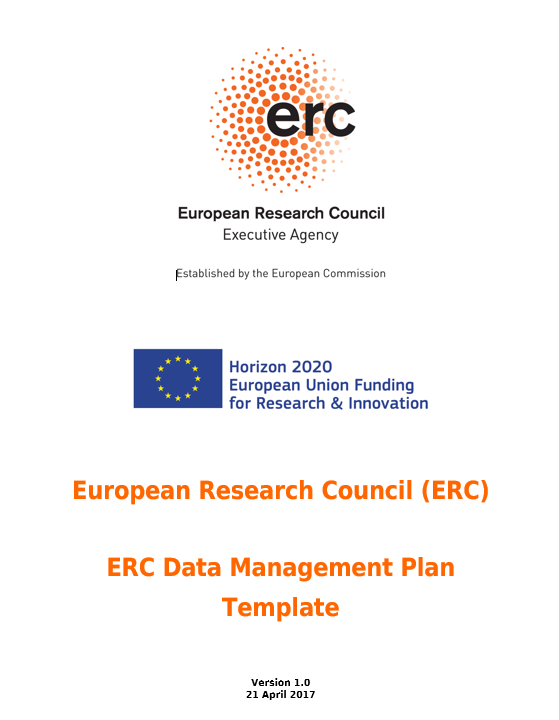 erc
European Research Council
Executive Agency
Established by the European Commission
Horizon 2020
European Union Funding
for Research & Innovation
European Research Council (ERC)
ERC Data Management Plan
Template
Version 1.0
21 April 2017